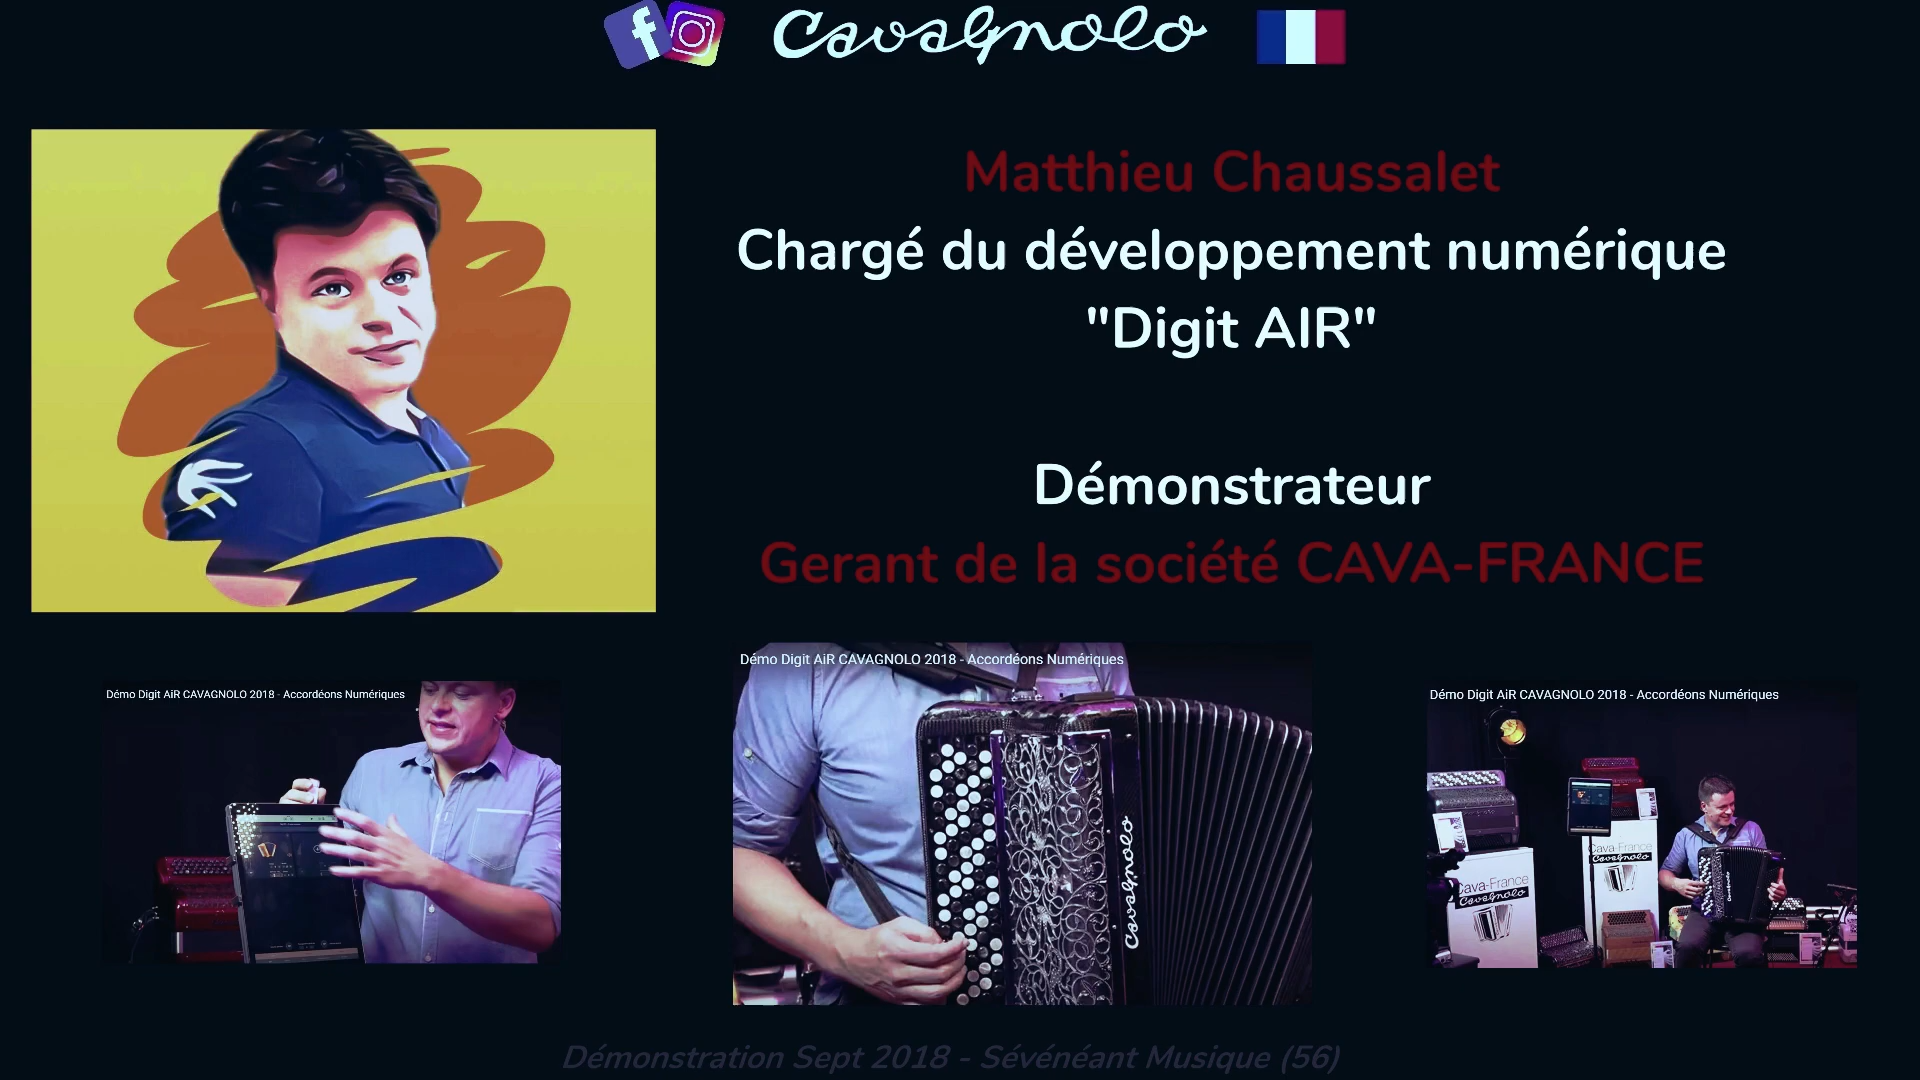 Cavagnolo
Matthieu Chaussalet
Chargé du développement numérique
"Digit AIR"
Démonstrateur
Gerant de la société CAVA-FRANCE
Démo Digit AiR CAVAGNOLO 2018 - Accordéons Numériques
Démo Digit AiR CAVAGNOLO 2018 - Accordéons Numériques
Cavagnolo
Démo Digit AiR CAVAGNOLO 2018 - Accordéons Numériques
Cava-France
Cavagnolo
Cava-France
Cavagnolo
Démonstration Sept 2018 - Sévénéant Musique (56)